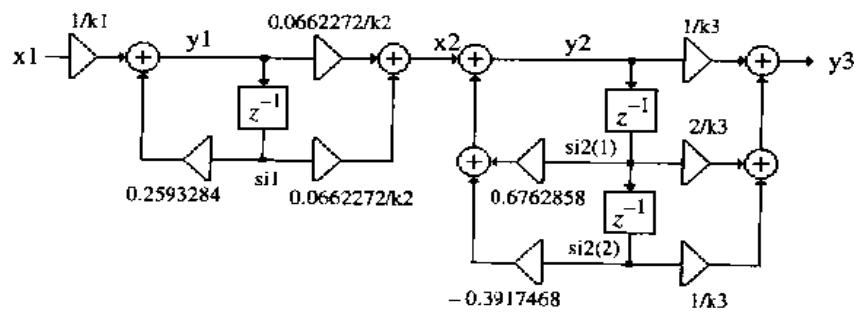 1/k1
0.0662272/k2
1/k3
x1
y1
x2
y2
y3
z⁻¹
z⁻¹
2/k3
si2(1)
0.2593284
si1
0.0662272/k2
0.6762858
z⁻¹
si2(2)
−0.3917468
1/k3